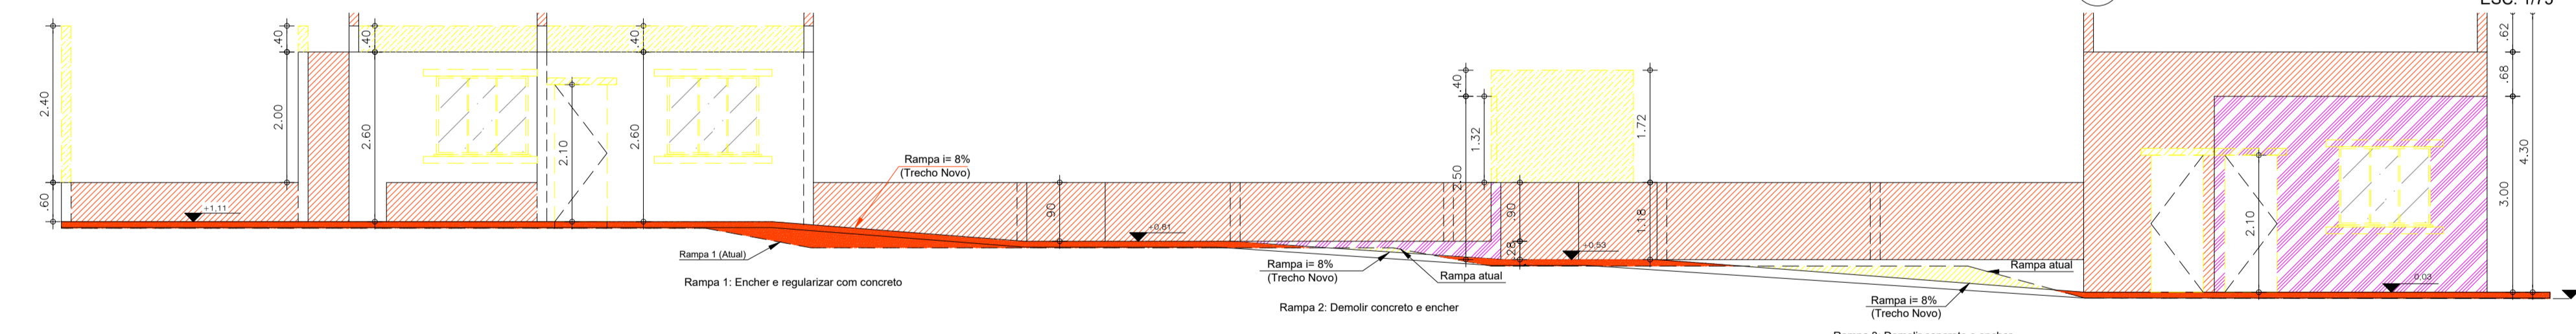 ESC: 1/75
.40
.40
.40
2.40
2.00
2.60
2.10
2.60
.60
+1,11
Rampa i= 8%
(Trecho Novo)
Rampa 1 (Atual)
Rampa 1: Encher e regularizar com concreto
.90
+0,81
.40
1.32
2.50
1.72
.90
1.18
.28
+0,53
Rampa i= 8%
(Trecho Novo)
Rampa atual
Rampa 2: Demolir concreto e encher
Rampa atual
Rampa i= 8%
(Trecho Novo)
2.10
0,03
.62
.68
3.00
4.30